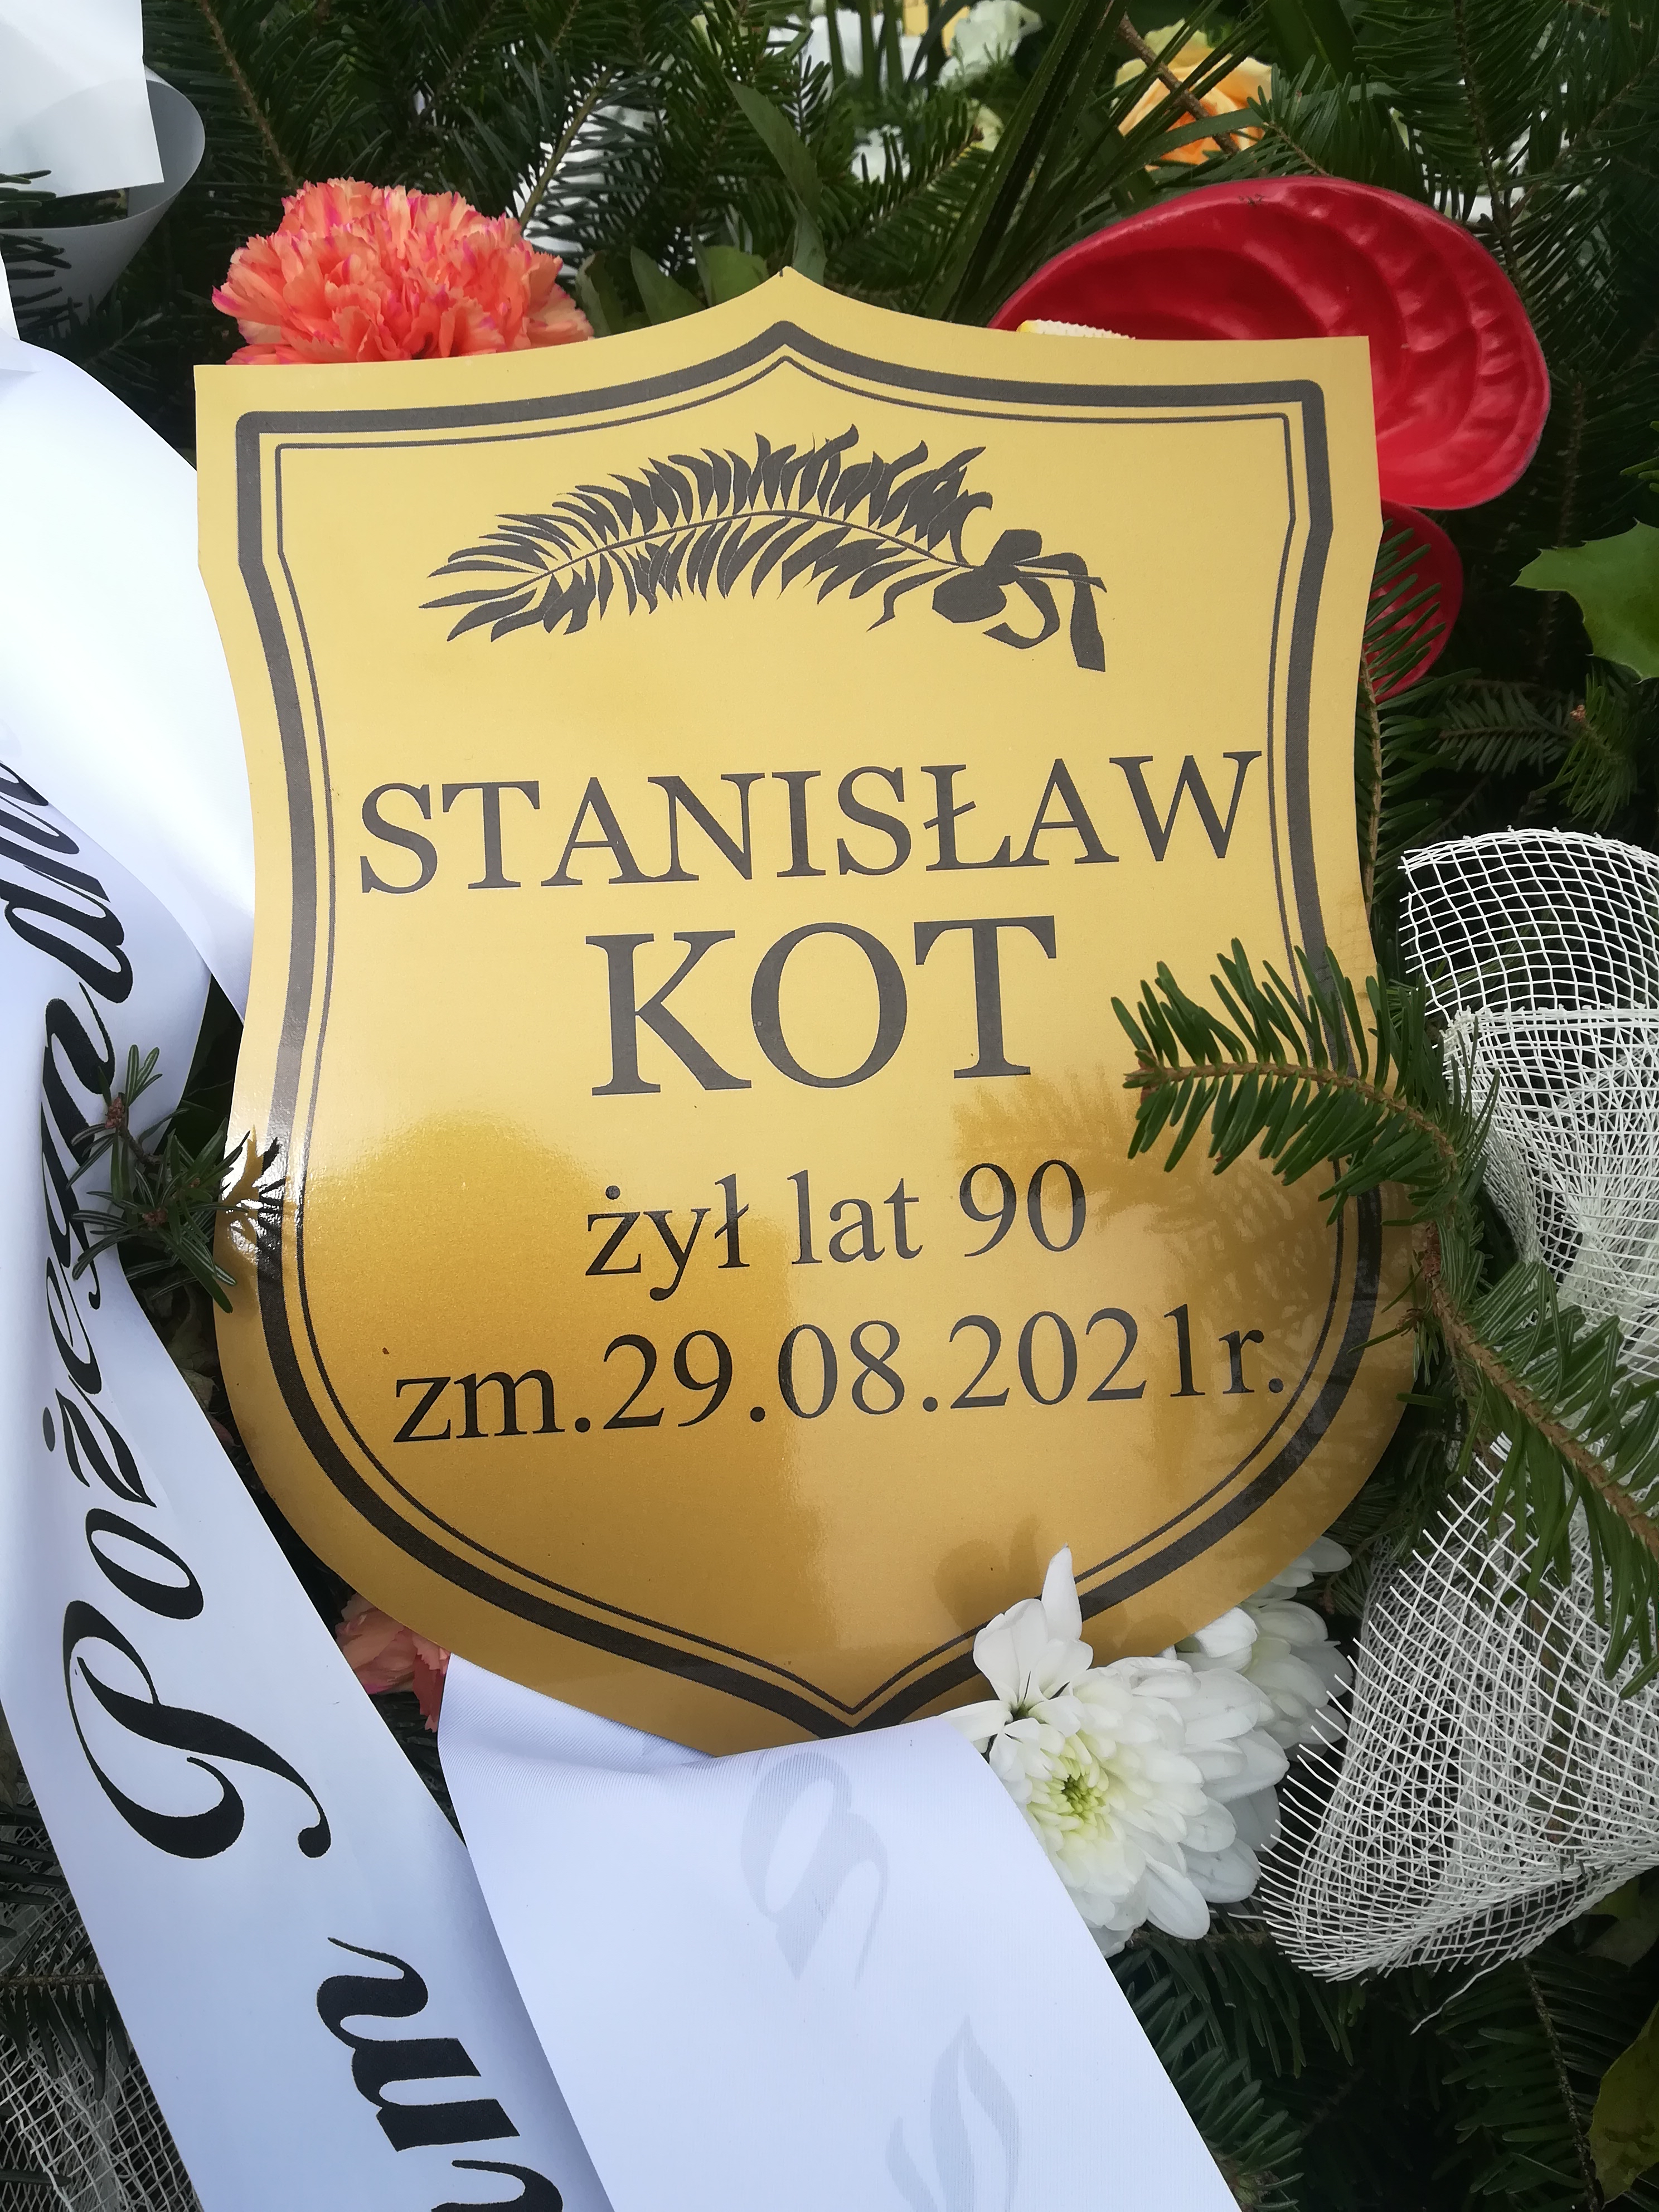 STANISŁAW
KOT
żył lat 90
zm.29.08.2021r.